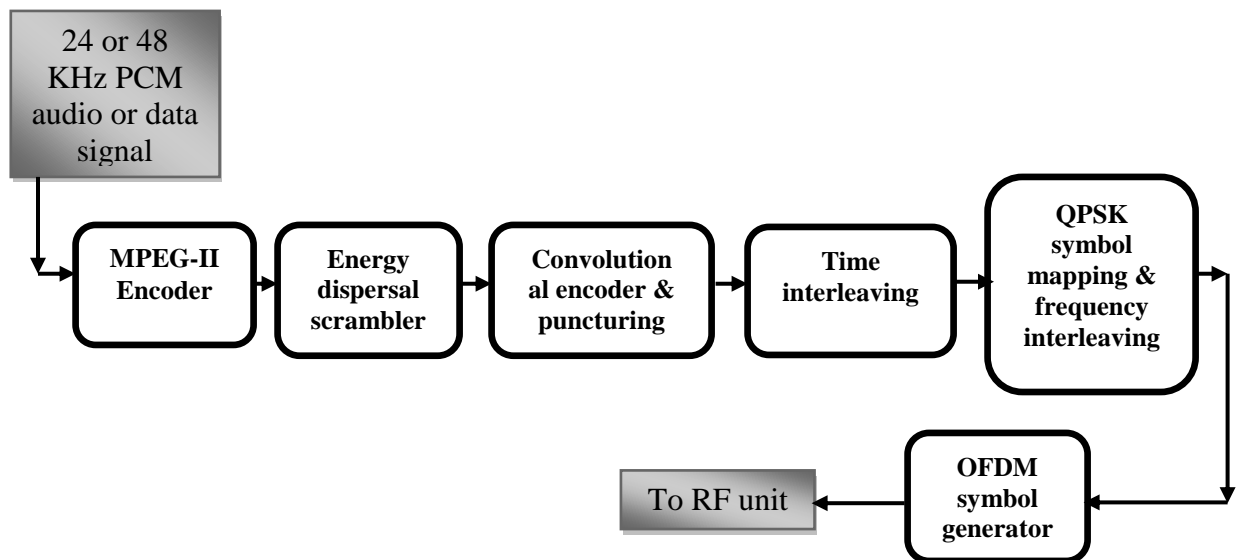 24 or 48
KHz PCM
audio or data
signal
MPEG-II
Encoder
Energy
dispersal
scrambler
Convolution
al encoder &
puncturing
Time
interleaving
QPSK
symbol
mapping &
frequency
interleaving
OFDM
symbol
generator
To RF unit